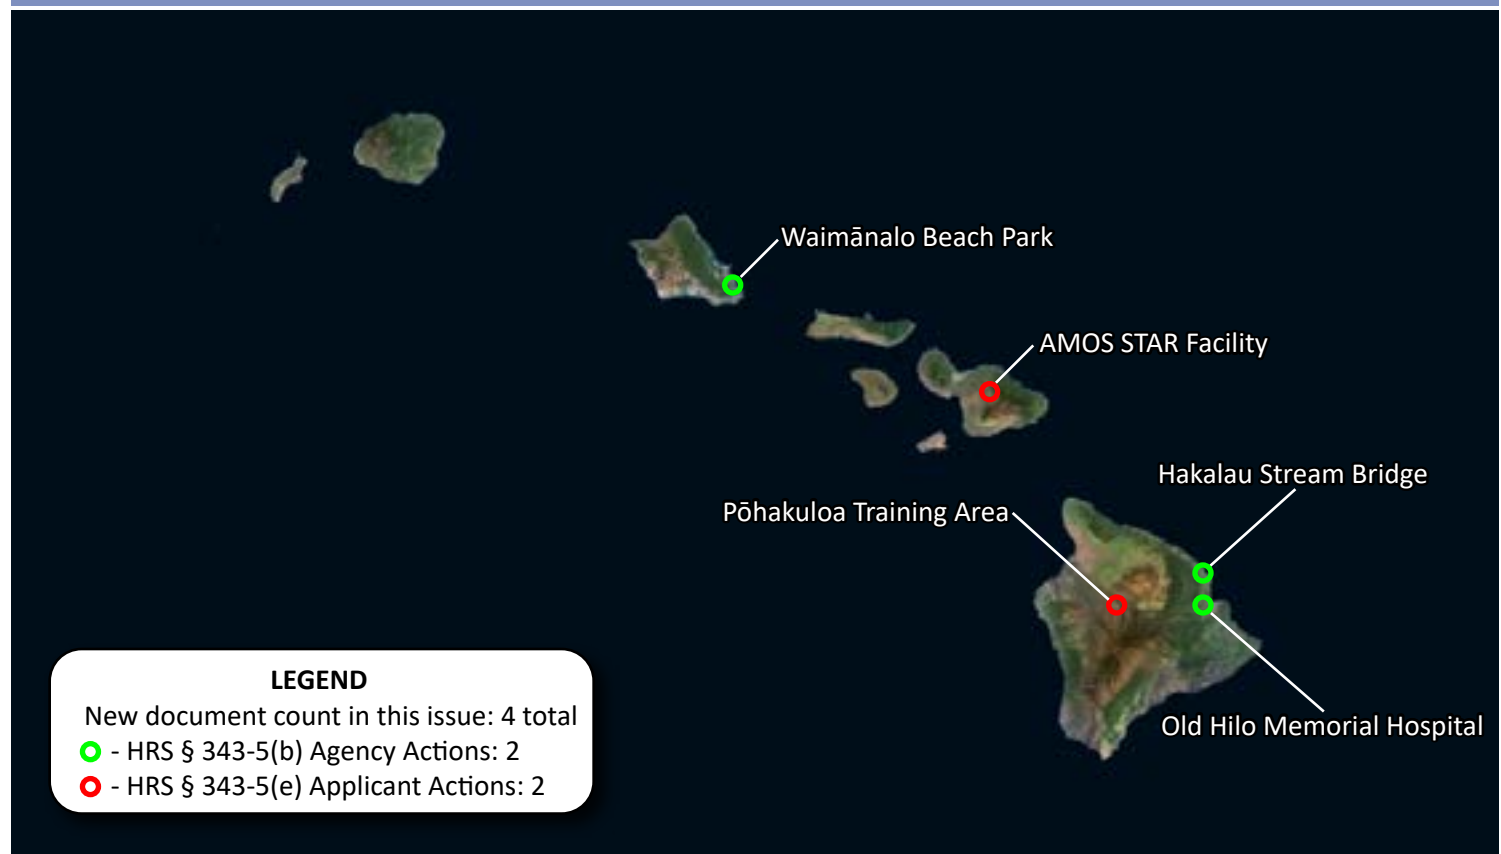 Waimānalo Beach Park
AMOS STAR Facility
Hakalau Stream Bridge
Pōhakuloa Training Area
Old Hilo Memorial Hospital
LEGEND
New document count in this issue: 4 total
- HRS § 343-5(b) Agency Actions: 2
- HRS § 343-5(e) Applicant Actions: 2